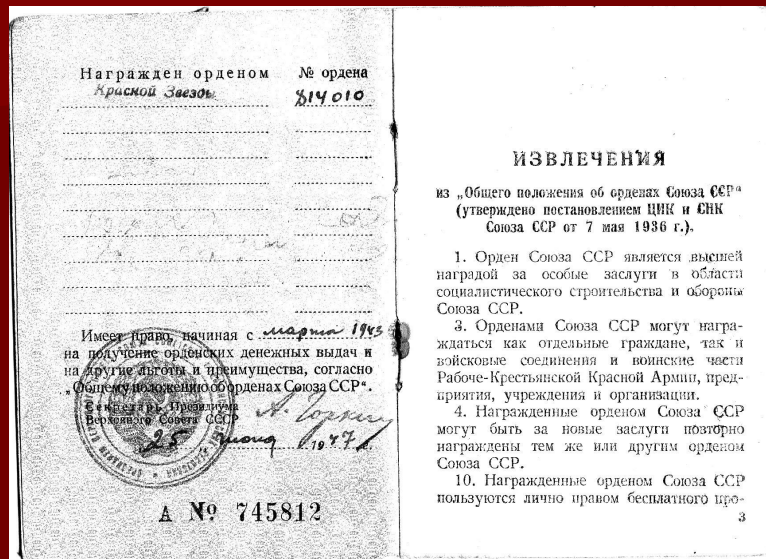 Награжден орденом № ордена
Красной Звезды 814010
Имеет право, начиная с марта 1943
на получение орденских денежных выдач и
на другие льготы и преимущества, согласно
„Общему положению об орденах Союза ССР“.
Секретарь Президиума
Верховного Совета СССР А. Горкин
25 1947 г.
А № 745812
ИЗВЛЕЧЕНИЯ
из „Общего положения об орденах Союза ССР“
(утверждено постановлением ЦИК и СНК
Союза ССР от 7 мая 1936 г.).
1. Орден Союза ССР является высшей
наградой за особые заслуги в области
социалистического строительства и обороны
Союза ССР.
3. Орденами Союза ССР могут награ-
ждаться как отдельные граждане, так и
войсковые соединения и воинские части
Рабоче-Крестьянской Красной Армии, пред-
приятия, учреждения и организации.
4. Награжденные орденом Союза ССР
могут быть за новые заслуги повторно
награждены тем же или другим орденом
Союза ССР.
10. Награжденные орденом Союза ССР
пользуются лично правом бесплатного про-
3